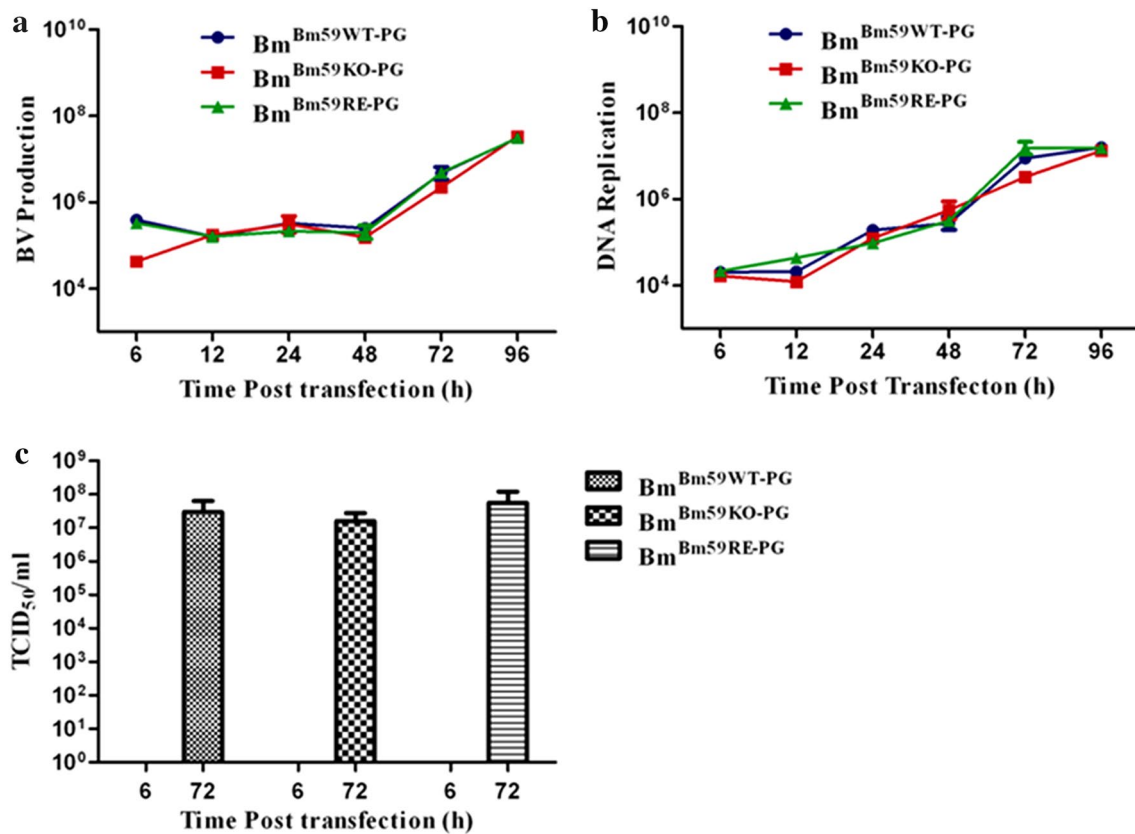 a
10^10
10^8
10^6
10^4
BV Production
Bm^Bm59WT-PG
Bm^Bm59KO-PG
Bm^Bm59RE-PG
6 12 24 48 72 96
Time Post transfection (h)
b
10^10
10^8
10^6
10^4
DNA Replication
Bm^Bm59WT-PG
Bm^Bm59KO-PG
Bm^Bm59RE-PG
6 12 24 48 72 96
Time Post Transfecton (h)
c
10^9
10^8
10^7
10^6
10^5
10^4
10^3
10^2
10^1
10^0
TCID_50/ml
6 72 6 72 6 72
Time Post transfection (h)
Bm^Bm59WT-PG
Bm^Bm59KO-PG
Bm^Bm59RE-PG